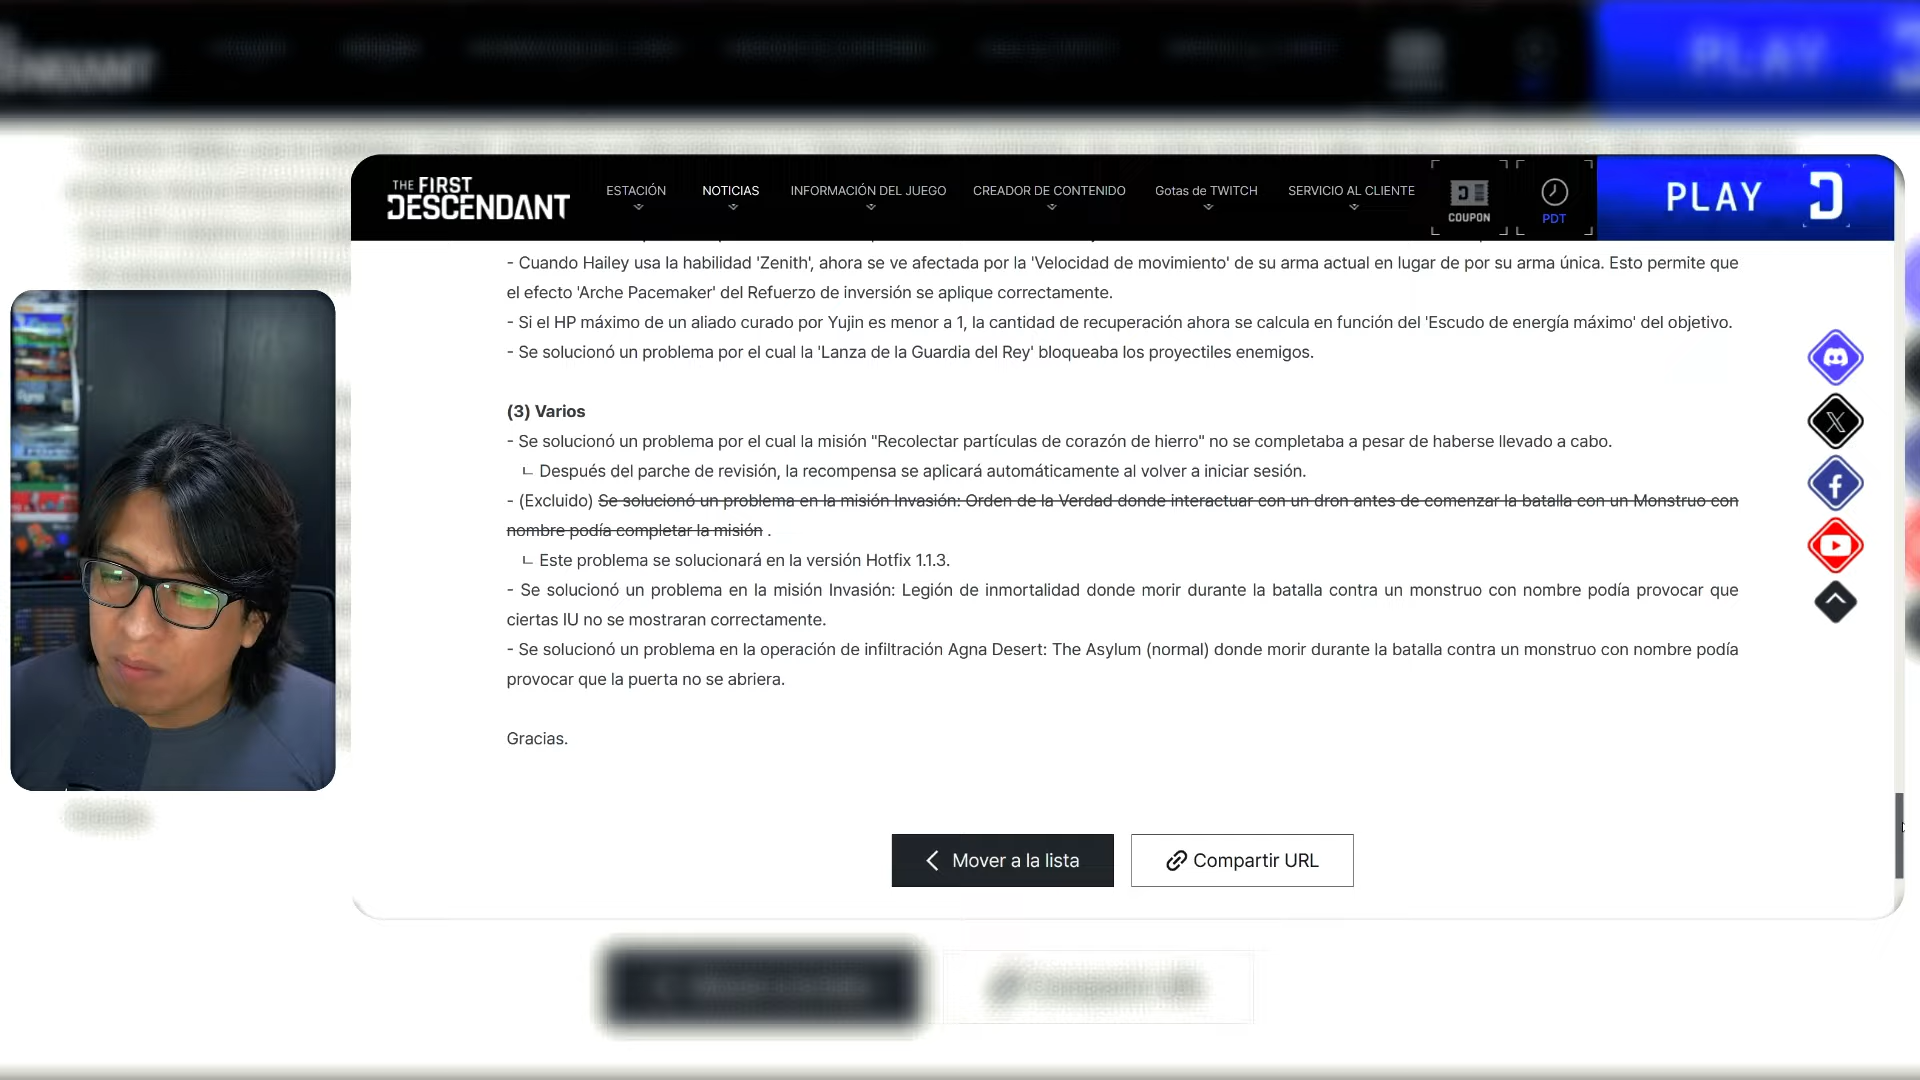 THE FIRST
DESCENDANT
ESTACIÓN
NOTICIAS
INFORMACIÓN DEL JUEGO
CREADOR DE CONTENIDO
Gotas de TWITCH
SERVICIO AL CLIENTE
COUPON
PDT
PLAY
- Cuando Hailey usa la habilidad 'Zenith', ahora se ve afectada por la 'Velocidad de movimiento' de su arma actual en lugar de por su arma única. Esto permite que
el efecto 'Arche Pacemaker' del Refuerzo de inversión se aplique correctamente.
- Si el HP máximo de un aliado curado por Yujin es menor a 1, la cantidad de recuperación ahora se calcula en función del 'Escudo de energía máximo' del objetivo.
- Se solucionó un problema por el cual la 'Lanza de la Guardia del Rey' bloqueaba los proyectiles enemigos.
(3) Varios
- Se solucionó un problema por el cual la misión "Recolectar partículas de corazón de hierro" no se completaba a pesar de haberse llevado a cabo.
ㄴ Después del parche de revisión, la recompensa se aplicará automáticamente al volver a iniciar sesión.
- (Excluido) Se solucionó un problema en la misión Invasión: Orden de la Verdad donde interactuar con un dron antes de comenzar la batalla con un Monstruo con
nombre podía completar la misión .
ㄴ Este problema se solucionará en la versión Hotfix 1.1.3.
- Se solucionó un problema en la misión Invasión: Legión de inmortalidad donde morir durante la batalla contra un monstruo con nombre podía provocar que
ciertas IU no se mostraran correctamente.
- Se solucionó un problema en la operación de infiltración Agna Desert: The Asylum (normal) donde morir durante la batalla contra un monstruo con nombre podía
provocar que la puerta no se abriera.
Gracias.
Mover a la lista
Compartir URL